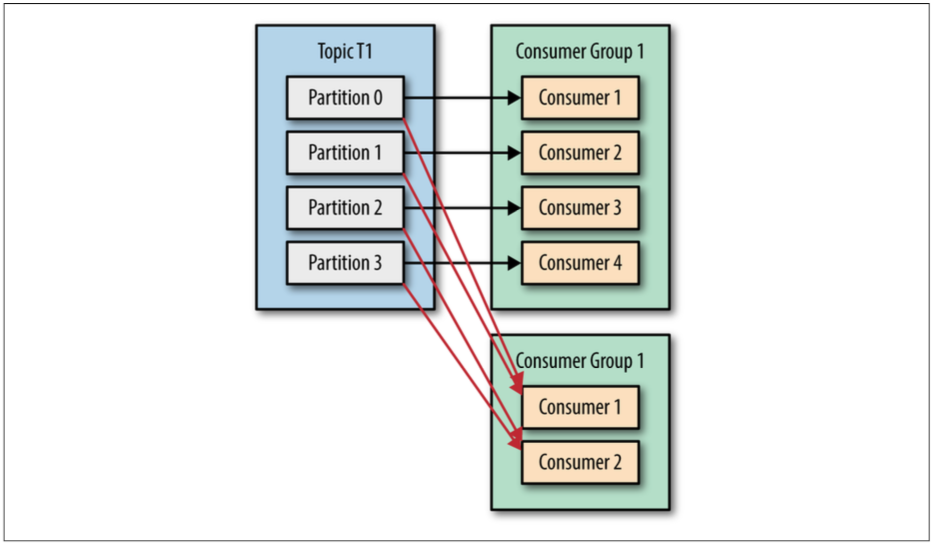 Topic T1
Partition 0
Partition 1
Partition 2
Partition 3
Consumer Group 1
Consumer 1
Consumer 2
Consumer 3
Consumer 4
Consumer Group 1
Consumer 1
Consumer 2